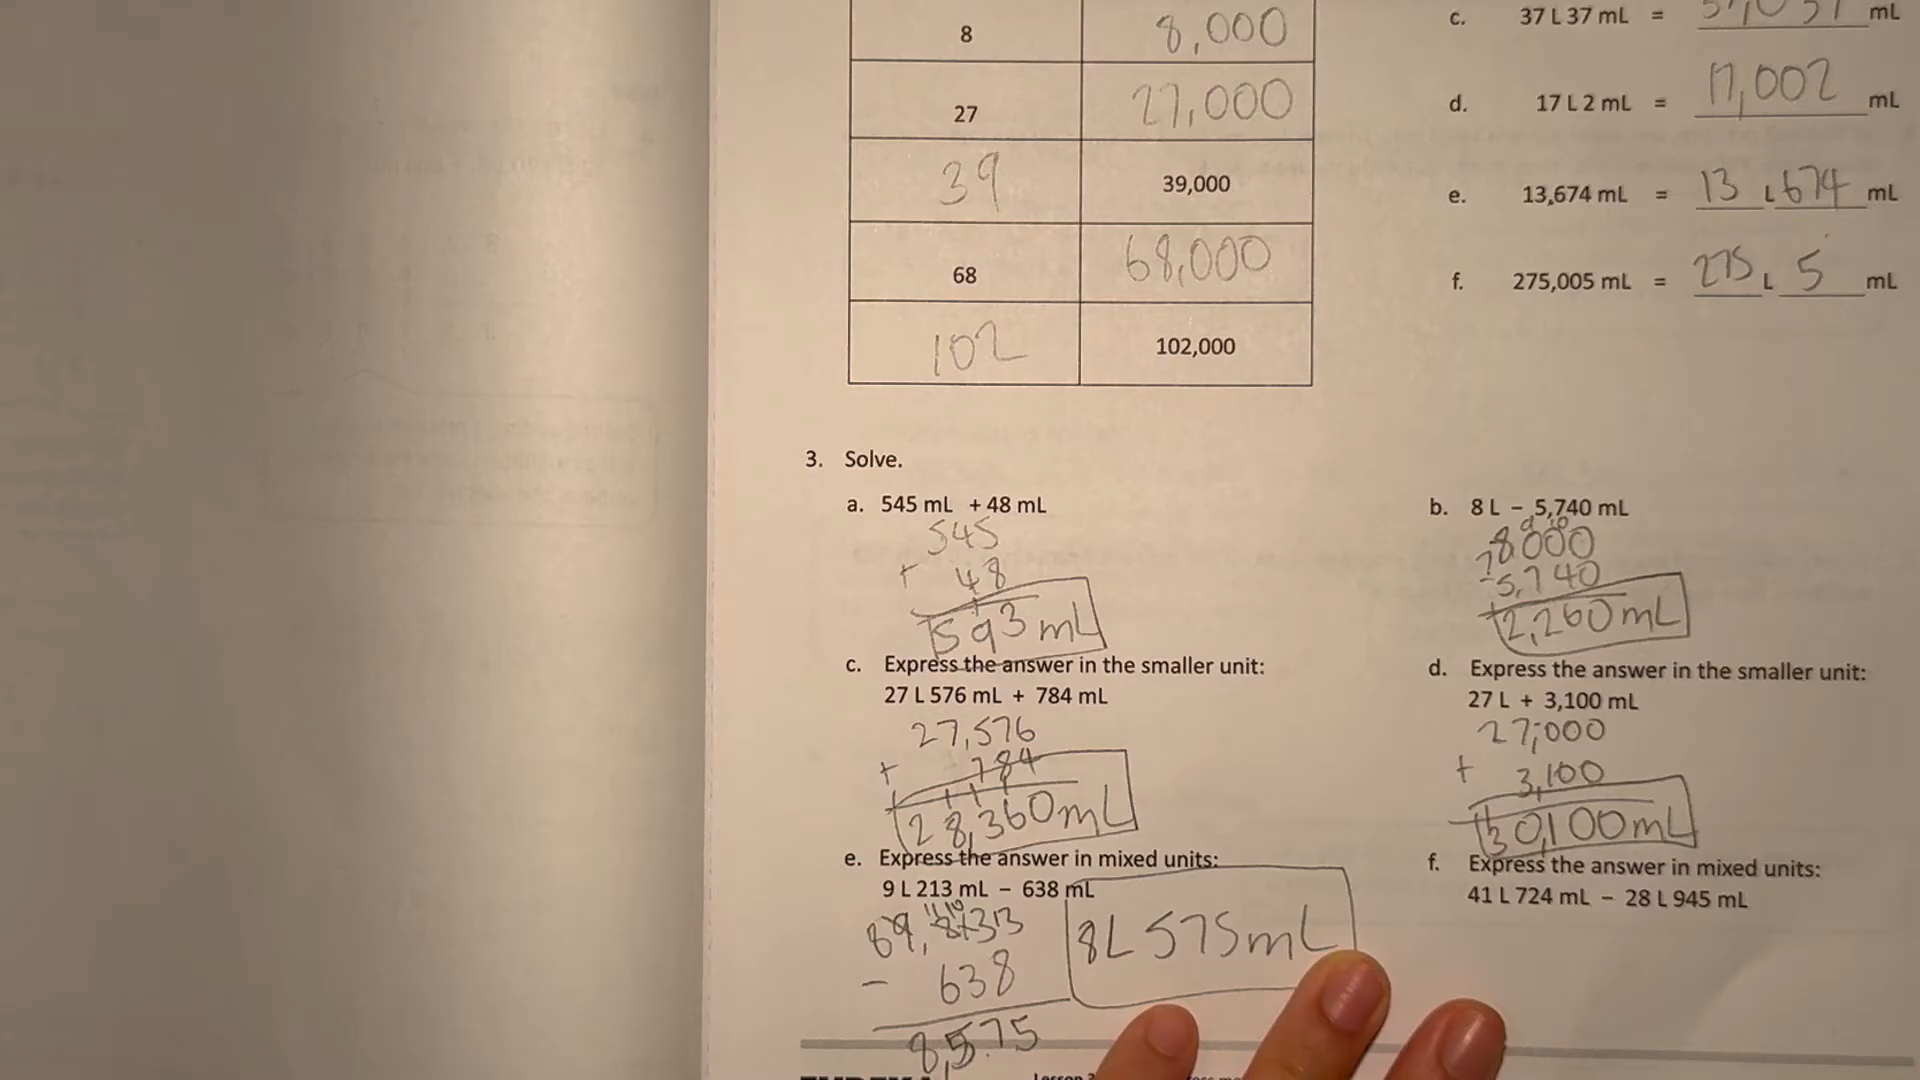 8 8,000
27 27,000
39 39,000
68 68,000
102 102,000
c. 37 L 37 mL = 37,037 mL
d. 17 L 2 mL = 17,002 mL
e. 13,674 mL = 13 L 674 mL
f. 275,005 mL = 275 L 5 mL
3. Solve.
a. 545 mL + 48 mL
545
+ 48
593 mL
b. 8 L - 5,740 mL
8000
-5,740
2,260 mL
c. Express the answer in the smaller unit:
27 L 576 mL + 784 mL
27,576
+ 784
28,360 mL
d. Express the answer in the smaller unit:
27 L + 3,100 mL
27,000
+ 3,100
30,100 mL
e. Express the answer in mixed units:
9 L 213 mL - 638 mL
- 638
8,575
8L 575mL
f. Express the answer in mixed units:
41 L 724 mL - 28 L 945 mL